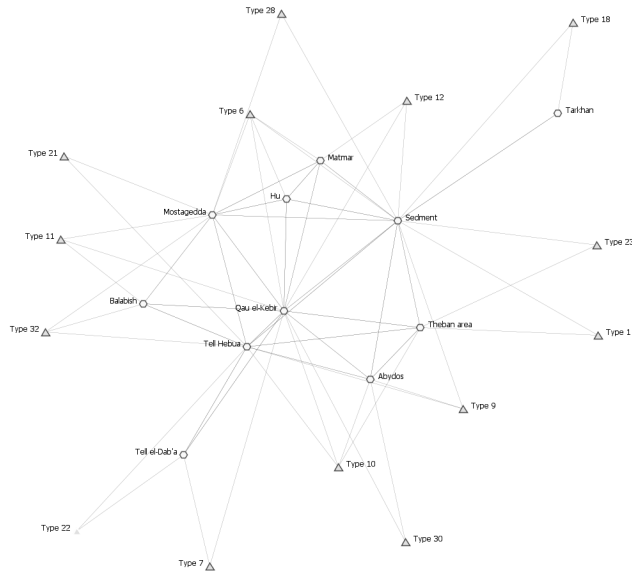 Type 28
Type 18
Type 12
Type 6
Tarkhan
Type 21
Matmar
Hu
Mostagedda
Sedment
Type 11
Type 23
Balabish
Qau el-Kebir
Theban area
Type 32
Type 1
Tell Hebua
Abydos
Type 9
Tell el-Dab'a
Type 10
Type 22
Type 30
Type 7